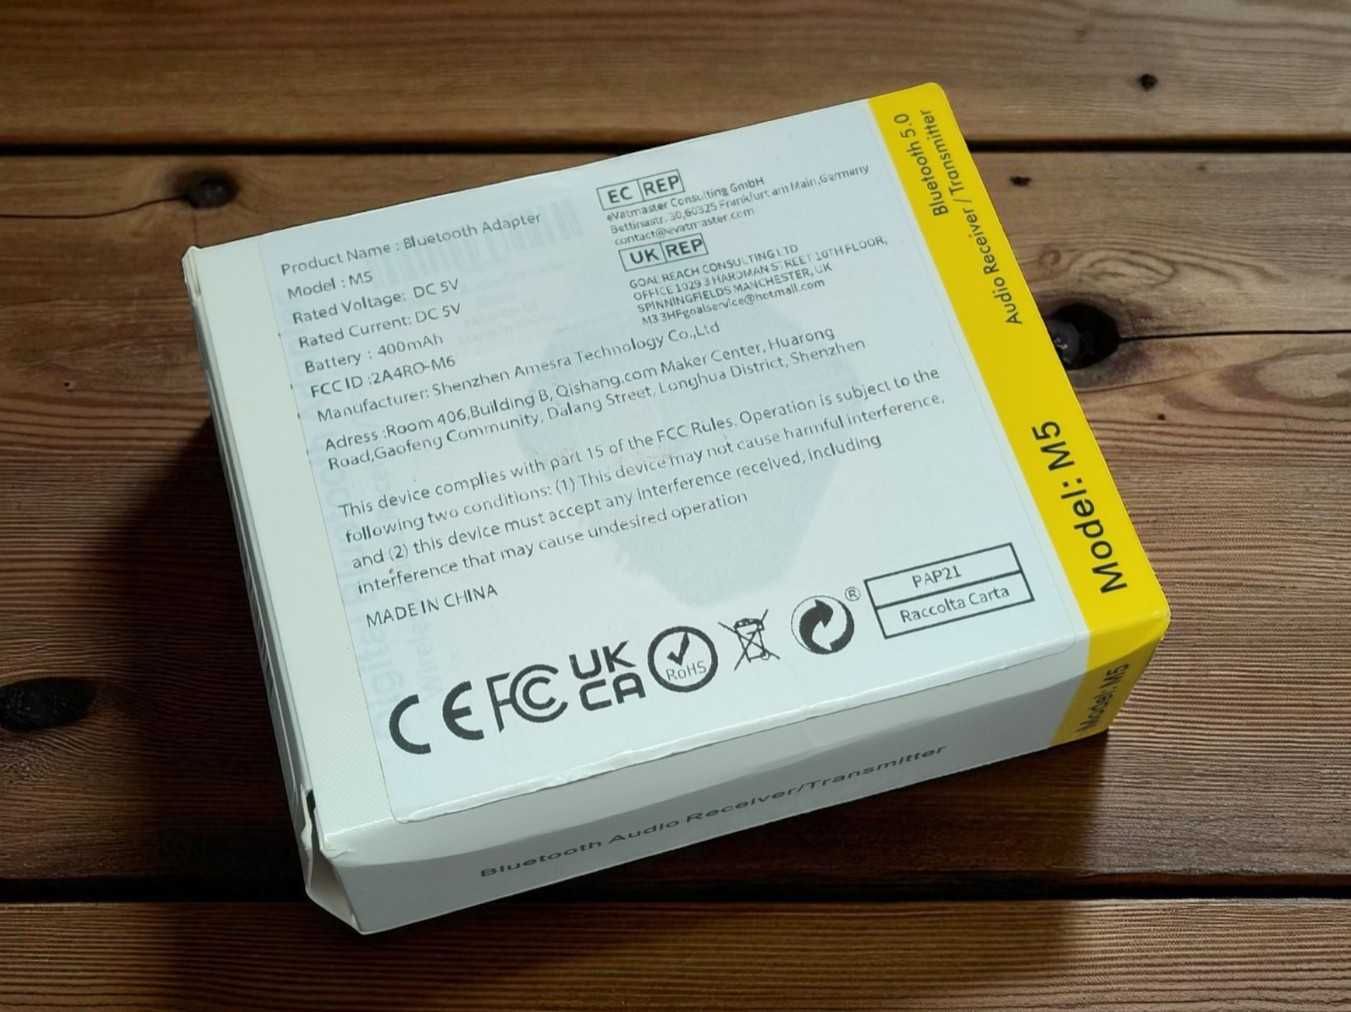 Product Name : Bluetooth Adapter
Model : M5
Rated Voltage: DC 5V
Rated Current: DC 5V
Battery : 400mAh
FCC ID :2A4RO-M6
Manufacturer: Shenzhen Amesra Technology Co.,Ltd
Adress :Room 406,Building B, Qishang.com Maker Center, Huarong
Road,Gaofeng Community, Dalang Street, Longhua District, Shenzhen
EC REP
eVatmaster Consulting GmbH
Bettinastr. 30,60325 Frankfurt am Main,Germany
contact@evatmaster.com
UK REP
GOAL REACH CONSULTING LTD
OFFICE 1029 3 HARDMAN STREET 10TH FLOOR,
SPINNINGFIELDS MANCHESTER, UK
M3 3HFgoalservice@hotmail.com
This device complies with part 15 of the FCC Rules. Operation is subject to the
following two conditions: (1) This device may not cause harmful interference,
and (2) this device must accept any interference received, including
interference that may cause undesired operation
MADE IN CHINA
CE FCC UK
CA
RoHS
®
PAP21
Raccolta Carta
Bluetooth 5.0
Audio Receiver / Transmitter
Model: M5
Model: M5
Bluetooth Audio Receiver/Transmitter